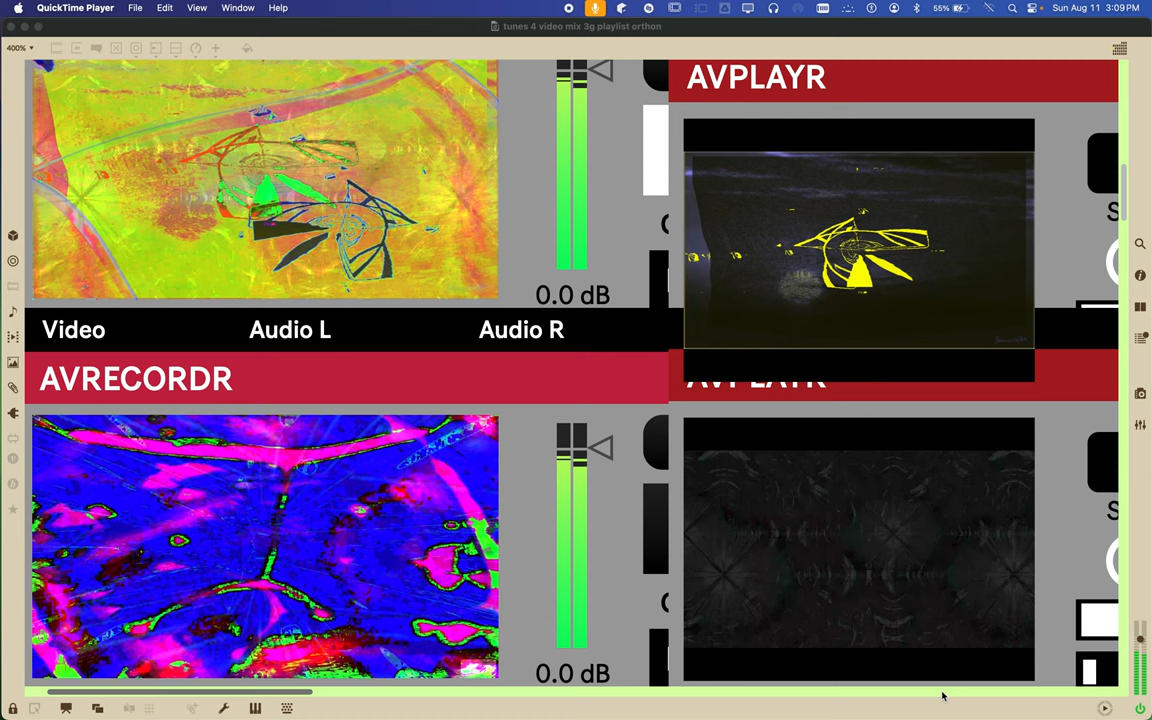 QuickTime Player File Edit View Window Help 55% Sun Aug 11 3:09 PM
tunes 4 video mix 3g playlist orthon
400%
AVPLAYR
0.0 dB
Video Audio L Audio R
AVRECORDR
AVPLAYR
0.0 dB